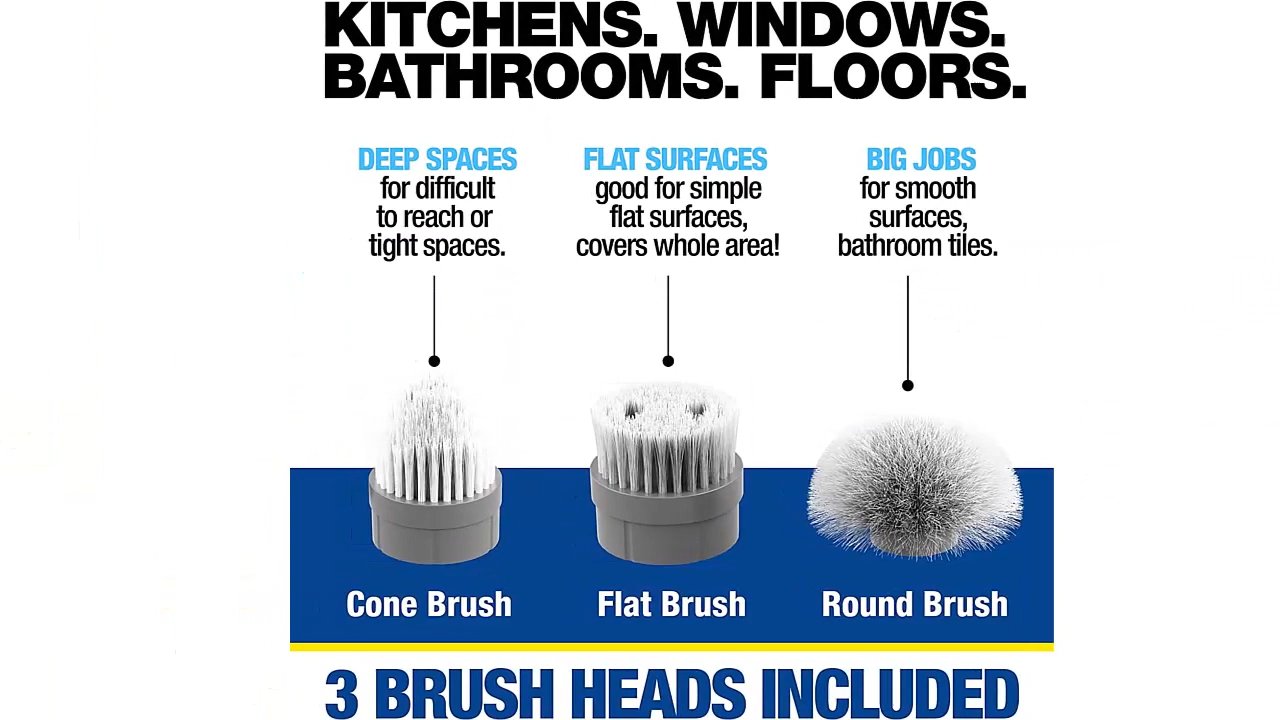 KITCHENS. WINDOWS.
BATHROOMS. FLOORS.
DEEP SPACES
for difficult
to reach or
tight spaces.
FLAT SURFACES
good for simple
flat surfaces,
covers whole area!
BIG JOBS
for smooth
surfaces,
bathroom tiles.
Cone Brush
Flat Brush
Round Brush
3 BRUSH HEADS INCLUDED